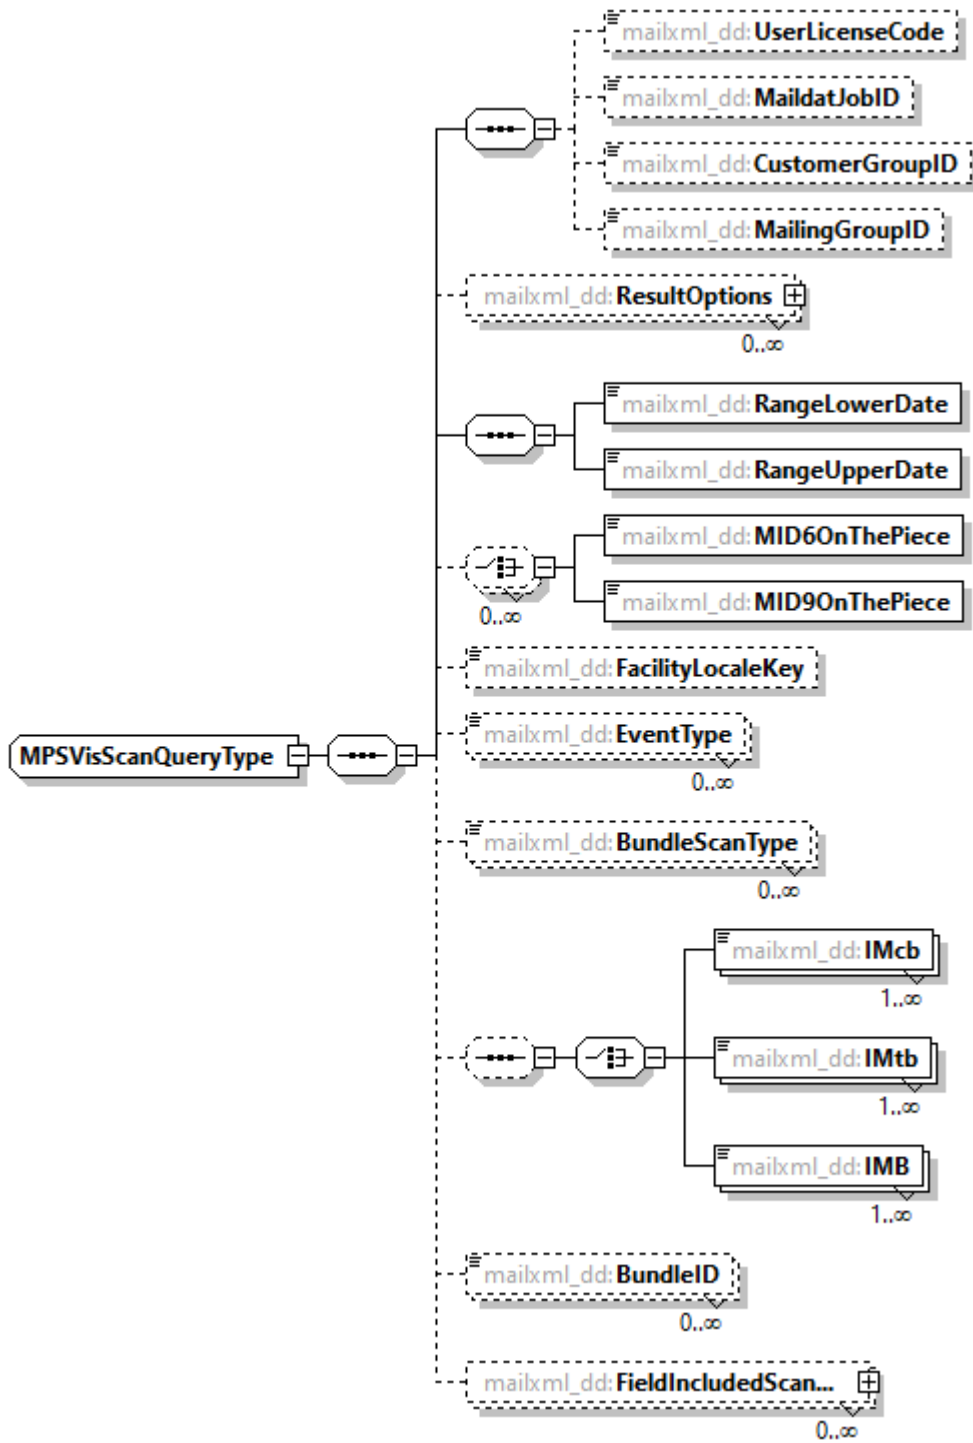 mailxml_dd:UserLicenseCode
mailxml_dd:MaildatJobID
mailxml_dd:CustomerGroupID
mailxml_dd:MailingGroupID
mailxml_dd:ResultOptions
0..∞
mailxml_dd:RangeLowerDate
mailxml_dd:RangeUpperDate
mailxml_dd:MID6OnThePiece
mailxml_dd:MID9OnThePiece
0..∞
mailxml_dd:FacilityLocaleKey
mailxml_dd:EventType
0..∞
MPSVisScanQueryType
mailxml_dd:BundleScanType
0..∞
mailxml_dd:IMcb
1..∞
mailxml_dd:IMtb
1..∞
mailxml_dd:IMB
1..∞
mailxml_dd:BundleID
0..∞
mailxml_dd:FieldIncludedScan...
0..∞